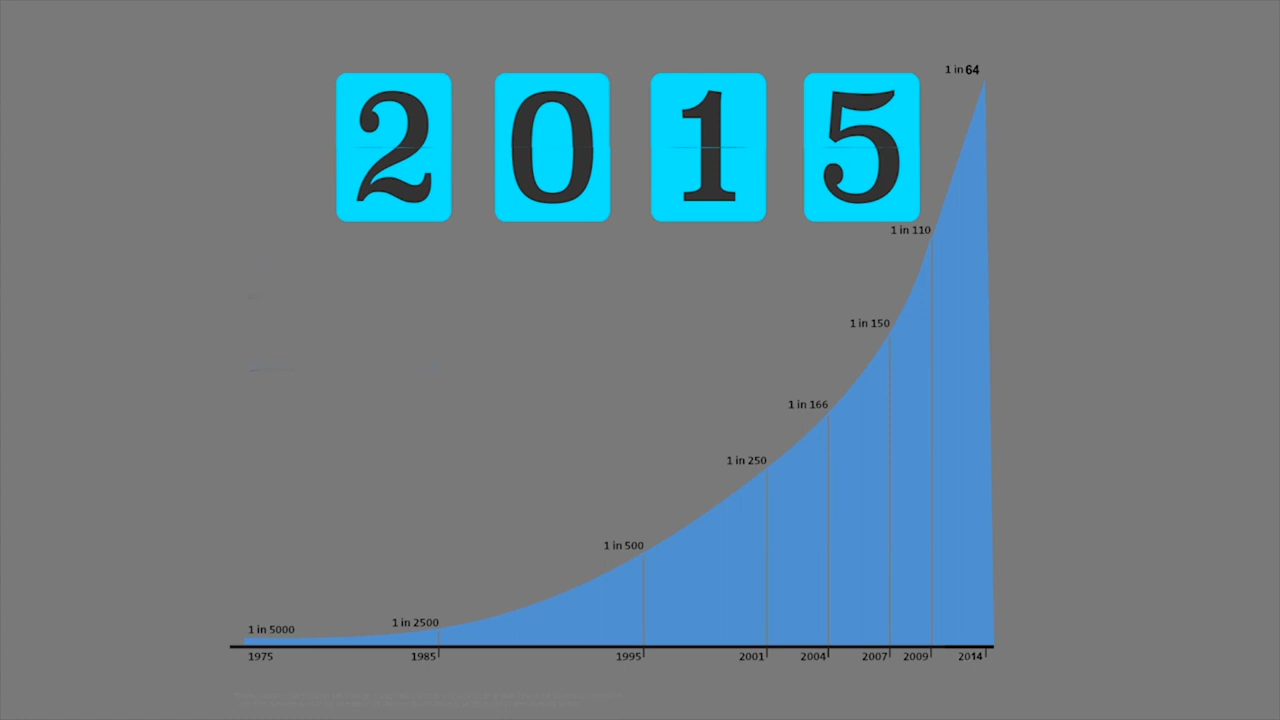 2015
1 in 64
1 in 110
1 in 150
1 in 166
1 in 250
1 in 500
1 in 2500
1 in 5000
1975 1985 1995 2001 2004 2007 2009 2014